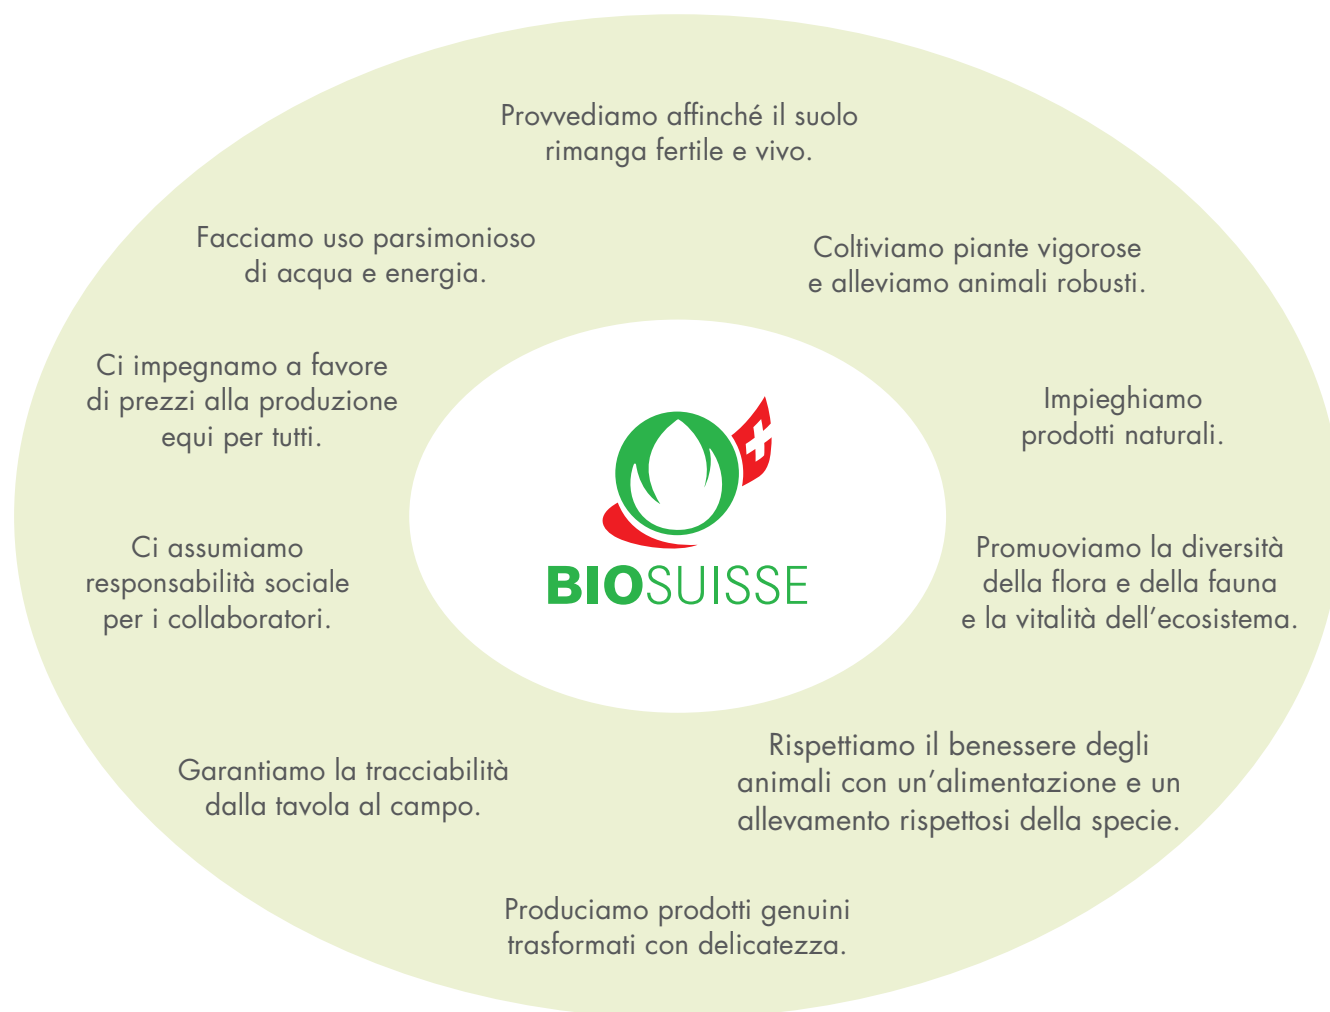 Provvediamo affinché il suolo
rimanga fertile e vivo.
Facciamo uso parsimonioso
di acqua e energia.
Coltiviamo piante vigorose
e alleviamo animali robusti.
Ci impegnamo a favore
di prezzi alla produzione
equi per tutti.
Impieghiamo
prodotti naturali.
BIOSUISSE
Ci assumiamo
responsabilità sociale
per i collaboratori.
Promuoviamo la diversità
della flora e della fauna
e la vitalità dell’ecosistema.
Garantiamo la tracciabilità
dalla tavola al campo.
Rispettiamo il benessere degli
animali con un’alimentazione e un
allevamento rispettosi della specie.
Produciamo prodotti genuini
trasformati con delicatezza.